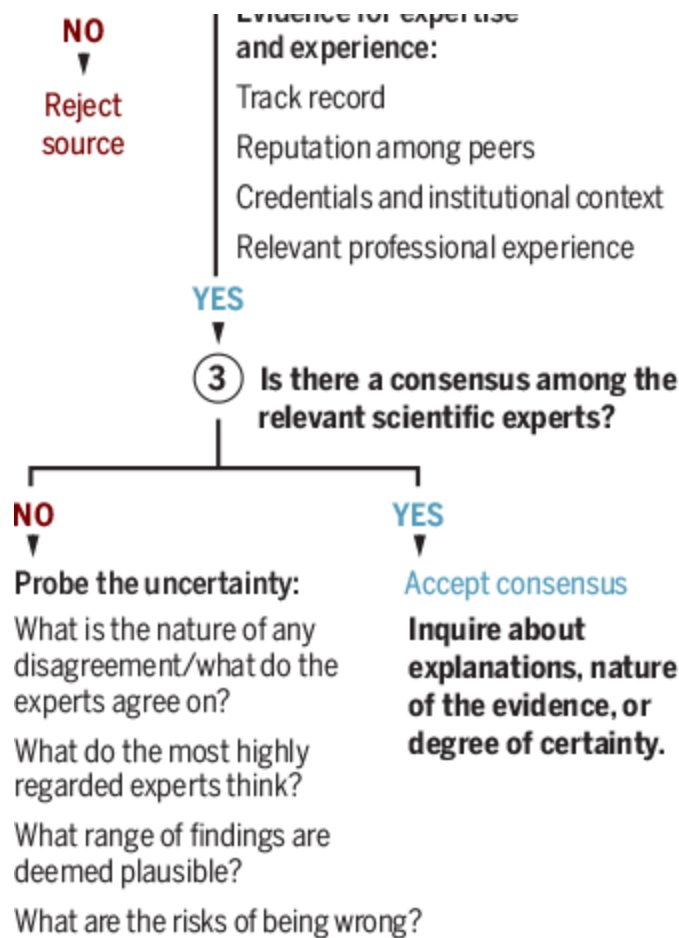 NO
Reject
source
Evidence for expertise
and experience:
Track record
Reputation among peers
Credentials and institutional context
Relevant professional experience
YES
3 Is there a consensus among the
relevant scientific experts?
NO
Probe the uncertainty:
What is the nature of any
disagreement/what do the
experts agree on?
What do the most highly
regarded experts think?
What range of findings are
deemed plausible?
What are the risks of being wrong?
YES
Accept consensus
Inquire about
explanations, nature
of the evidence, or
degree of certainty.